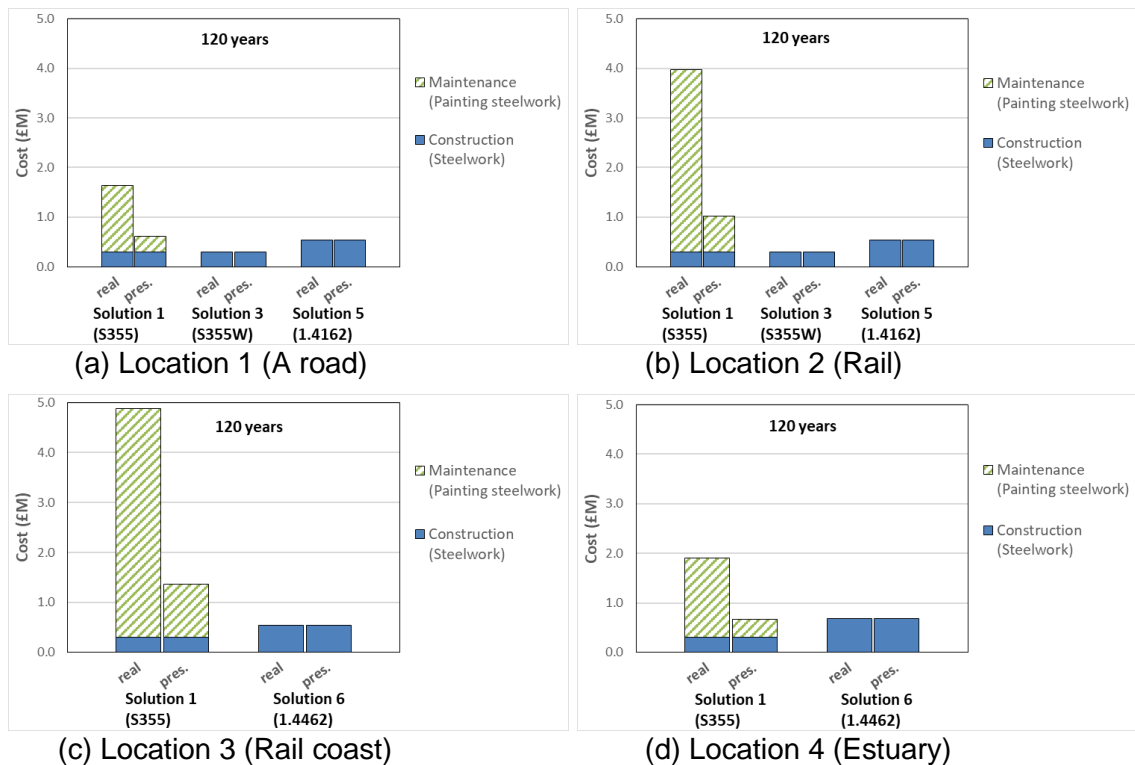 5.0
120 years
4.0
Maintenance
(Painting steelwork)
3.0
Cost (£M)
Construction
(Steelwork)
2.0
1.0
0.0
real pres. real pres. real pres.
Solution 1 Solution 3 Solution 5
(S355) (S355W) (1.4162)
(a) Location 1 (A road)
5.0
120 years
4.0
Maintenance
(Painting steelwork)
3.0
Cost (£M)
Construction
(Steelwork)
2.0
1.0
0.0
real pres. real pres. real pres.
Solution 1 Solution 3 Solution 5
(S355) (S355W) (1.4162)
(b) Location 2 (Rail)
5.0
120 years
4.0
Maintenance
(Painting steelwork)
3.0
Cost (£M)
Construction
(Steelwork)
2.0
1.0
0.0
real pres. real pres.
Solution 1 Solution 6
(S355) (1.4462)
(c) Location 3 (Rail coast)
5.0
120 years
4.0
Maintenance
(Painting steelwork)
3.0
Cost (£M)
Construction
(Steelwork)
2.0
1.0
0.0
real pres. real pres.
Solution 1 Solution 6
(S355) (1.4462)
(d) Location 4 (Estuary)